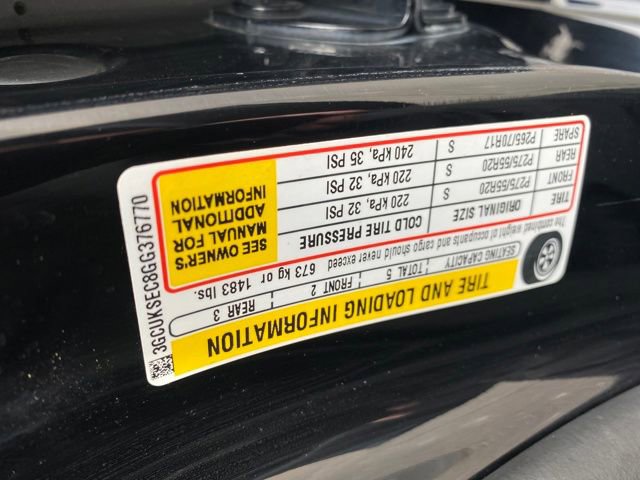 TIRE AND LOADING INFORMATION
SEATING CAPACITY TOTAL 5 FRONT 2 REAR 3
The combined weight of occupants and cargo should never exceed 673 kg or 1483 lbs.
TIRE ORIGINAL SIZE COLD TIRE PRESSURE
FRONT P275/55R20 S 220 kPa, 32 PSI
REAR P275/55R20 S 220 kPa, 32 PSI
SPARE P265/70R17 240 kPa, 35 PSI
SEE OWNER'S
MANUAL FOR
ADDITIONAL
INFORMATION
3GCUKSEC8GG376770